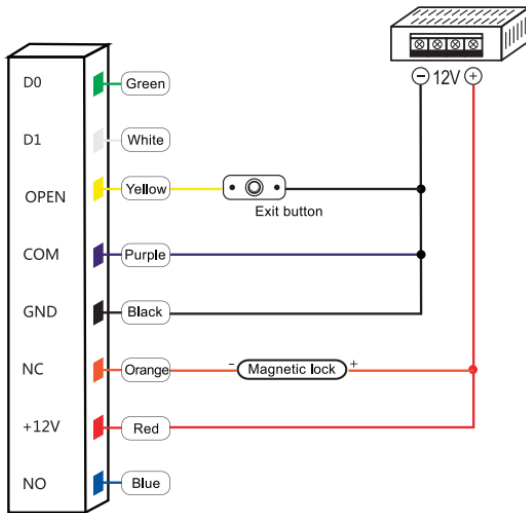 − 12V +
D0 Green
D1 White
OPEN Yellow
Exit button
COM Purple
GND Black
NC Orange − Magnetic lock +
+12V Red
NO Blue